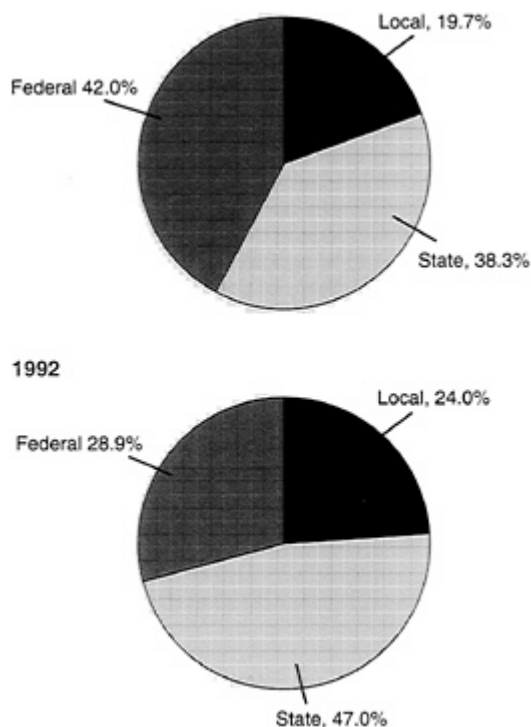 Local, 19.7%
Federal 42.0%
State, 38.3%
1992
Local, 24.0%
Federal 28.9%
State, 47.0%